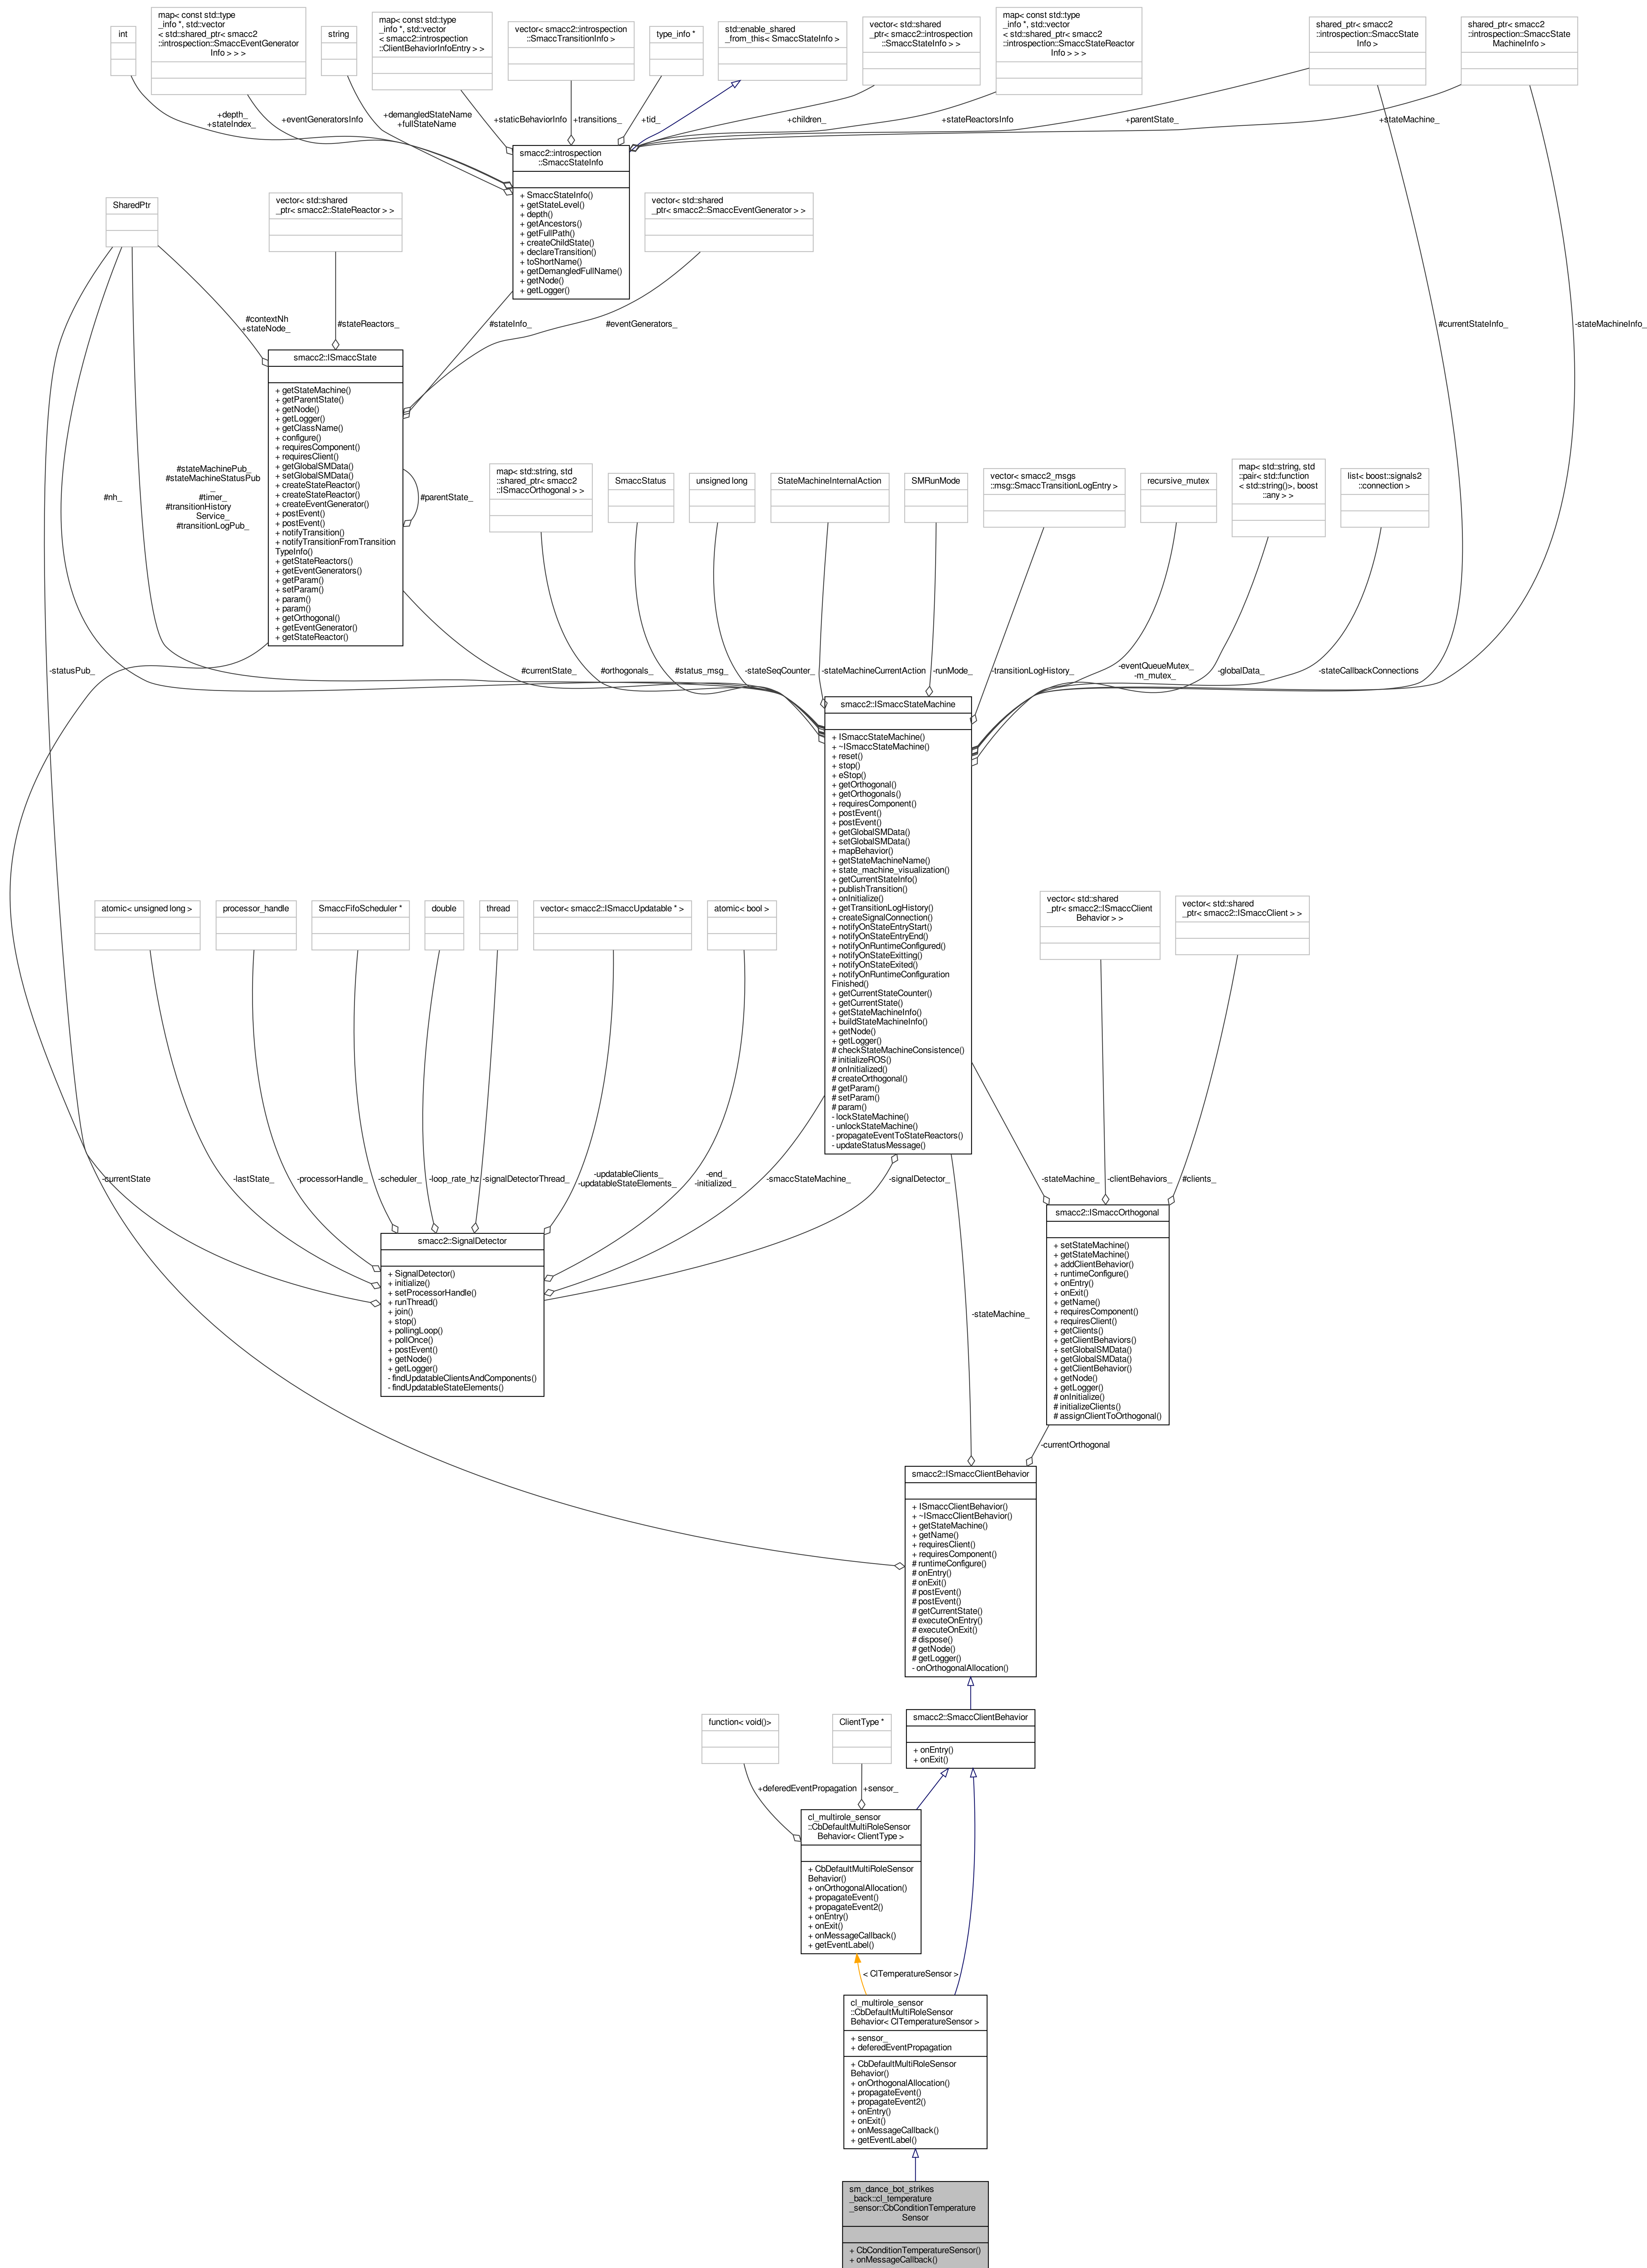 int
map< const std::type
_info *, std::vector
< std::shared_ptr< smacc2
::introspection::SmaccEventGenerator
Info > > >
string
map< const std::type
_info *, std::vector
< smacc2::introspection
::ClientBehaviorInfoEntry > >
vector< smacc2::introspection
::SmaccTransitionInfo >
type_info *
std::enable_shared
_from_this< SmaccStateInfo >
vector< std::shared
_ptr< smacc2::introspection
::SmaccStateInfo > >
map< const std::type
_info *, std::vector
< std::shared_ptr< smacc2
::introspection::SmaccStateReactor
Info > > >
shared_ptr< smacc2
::introspection::SmaccState
Info >
shared_ptr< smacc2
::introspection::SmaccState
MachineInfo >
+depth_
+stateIndex_
+eventGeneratorsInfo
+demangledStateName
+fullStateName
+staticBehaviorInfo
+transitions_
+tid_
+children_
+stateReactorsInfo
+parentState_
+stateMachine_
smacc2::introspection
::SmaccStateInfo
+ SmaccStateInfo()
+ getStateLevel()
+ depth()
+ getAncestors()
+ getFullPath()
+ createChildState()
+ declareTransition()
+ toShortName()
+ getDemangledFullName()
+ getNode()
+ getLogger()
SharedPtr
vector< std::shared
_ptr< smacc2::StateReactor > >
vector< std::shared
_ptr< smacc2::SmaccEventGenerator > >
#contextNh
+stateNode_
#stateReactors_
#stateInfo_
#eventGenerators_
#currentStateInfo_
-stateMachineInfo_
smacc2::ISmaccState
+ getStateMachine()
+ getParentState()
+ getNode()
+ getLogger()
+ getClassName()
+ configure()
+ requiresComponent()
+ requiresClient()
+ getGlobalSMData()
+ setGlobalSMData()
+ createStateReactor()
+ createStateReactor()
+ createEventGenerator()
+ postEvent()
+ postEvent()
+ notifyTransition()
+ notifyTransitionFromTransition
TypeInfo()
+ getStateReactors()
+ getEventGenerators()
+ getParam()
+ setParam()
+ param()
+ param()
+ getOrthogonal()
+ getEventGenerator()
+ getStateReactor()
#parentState_
#nh_
#stateMachinePub_
#stateMachineStatusPub
_
#timer_
#transitionHistory
Service_
#transitionLogPub_
map< std::string, std
::shared_ptr< smacc2
::ISmaccOrthogonal > >
SmaccStatus
unsigned long
StateMachineInternalAction
SMRunMode
vector< smacc2_msgs
::msg::SmaccTransitionLogEntry >
recursive_mutex
map< std::string, std
::pair< std::function
< std::string()>, boost
::any > >
list< boost::signals2
::connection >
-statusPub_
#currentState_
#orthogonals_
#status_msg_
-stateSeqCounter_
-stateMachineCurrentAction
-runMode_
-transitionLogHistory_
-eventQueueMutex_
-m_mutex_
-globalData_
-stateCallbackConnections
smacc2::ISmaccStateMachine
+ ISmaccStateMachine()
+ ~ISmaccStateMachine()
+ reset()
+ stop()
+ eStop()
+ getOrthogonal()
+ getOrthogonals()
+ requiresComponent()
+ postEvent()
+ postEvent()
+ getGlobalSMData()
+ setGlobalSMData()
+ mapBehavior()
+ getStateMachineName()
+ state_machine_visualization()
+ getCurrentStateInfo()
+ publishTransition()
+ onInitialize()
+ getTransitionLogHistory()
+ createSignalConnection()
+ notifyOnStateEntryStart()
+ notifyOnStateEntryEnd()
+ notifyOnRuntimeConfigured()
+ notifyOnStateExitting()
+ notifyOnStateExited()
+ notifyOnRuntimeConfiguration
Finished()
+ getCurrentStateCounter()
+ getCurrentState()
+ getStateMachineInfo()
+ buildStateMachineInfo()
+ getNode()
+ getLogger()
# checkStateMachineConsistence()
# initializeROS()
# onInitialized()
# createOrthogonal()
# getParam()
# setParam()
# param()
- lockStateMachine()
- unlockStateMachine()
- propagateEventToStateReactors()
- updateStatusMessage()
atomic< unsigned long >
processor_handle
SmaccFifoScheduler *
double
thread
vector< smacc2::ISmaccUpdatable * >
atomic< bool >
vector< std::shared
_ptr< smacc2::ISmaccClient
Behavior > >
vector< std::shared
_ptr< smacc2::ISmaccClient > >
-currentState
-lastState_
-processorHandle_
-scheduler_
-loop_rate_hz
-signalDetectorThread_
-updatableClients_
-updatableStateElements_
-end_
-initialized_
-smaccStateMachine_
-signalDetector_
-stateMachine_
-clientBehaviors_
#clients_
smacc2::SignalDetector
+ SignalDetector()
+ initialize()
+ setProcessorHandle()
+ runThread()
+ join()
+ stop()
+ pollingLoop()
+ pollOnce()
+ postEvent()
+ getNode()
+ getLogger()
- findUpdatableClientsAndComponents()
- findUpdatableStateElements()
smacc2::ISmaccOrthogonal
+ setStateMachine()
+ getStateMachine()
+ addClientBehavior()
+ runtimeConfigure()
+ onEntry()
+ onExit()
+ getName()
+ requiresComponent()
+ requiresClient()
+ getClients()
+ getClientBehaviors()
+ setGlobalSMData()
+ getGlobalSMData()
+ getClientBehavior()
+ getNode()
+ getLogger()
# onInitialize()
# initializeClients()
# assignClientToOrthogonal()
-stateMachine_
-currentOrthogonal
smacc2::ISmaccClientBehavior
+ ISmaccClientBehavior()
+ ~ISmaccClientBehavior()
+ getStateMachine()
+ getName()
+ requiresClient()
+ requiresComponent()
# runtimeConfigure()
# onEntry()
# onExit()
# postEvent()
# postEvent()
# getCurrentState()
# executeOnEntry()
# executeOnExit()
# dispose()
# getNode()
# getLogger()
- onOrthogonalAllocation()
function< void()>
ClientType *
smacc2::SmaccClientBehavior
+ onEntry()
+ onExit()
+deferedEventPropagation
+sensor_
cl_multirole_sensor
::CbDefaultMultiRoleSensor
Behavior< ClientType >
+ CbDefaultMultiRoleSensor
Behavior()
+ onOrthogonalAllocation()
+ propagateEvent()
+ propagateEvent2()
+ onEntry()
+ onExit()
+ onMessageCallback()
+ getEventLabel()
< ClTemperatureSensor >
cl_multirole_sensor
::CbDefaultMultiRoleSensor
Behavior< ClTemperatureSensor >
+ sensor_
+ deferedEventPropagation
+ CbDefaultMultiRoleSensor
Behavior()
+ onOrthogonalAllocation()
+ propagateEvent()
+ propagateEvent2()
+ onEntry()
+ onExit()
+ onMessageCallback()
+ getEventLabel()
sm_dance_bot_strikes
_back::cl_temperature
_sensor::CbConditionTemperature
Sensor
+ CbConditionTemperatureSensor()
+ onMessageCallback()